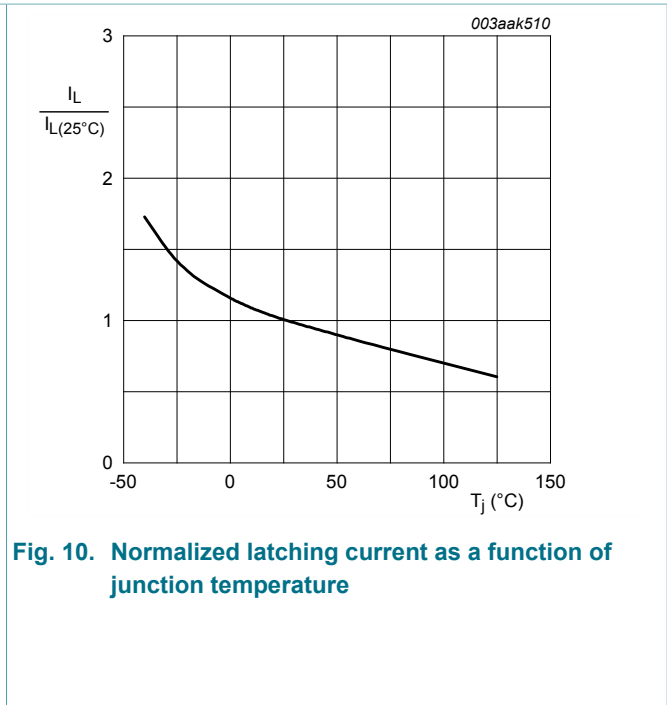 003aak510
3
I_L
I_L(25°C)
2
1
0
-50 0 50 100 150
T_j (°C)
Fig. 10. Normalized latching current as a function of
junction temperature